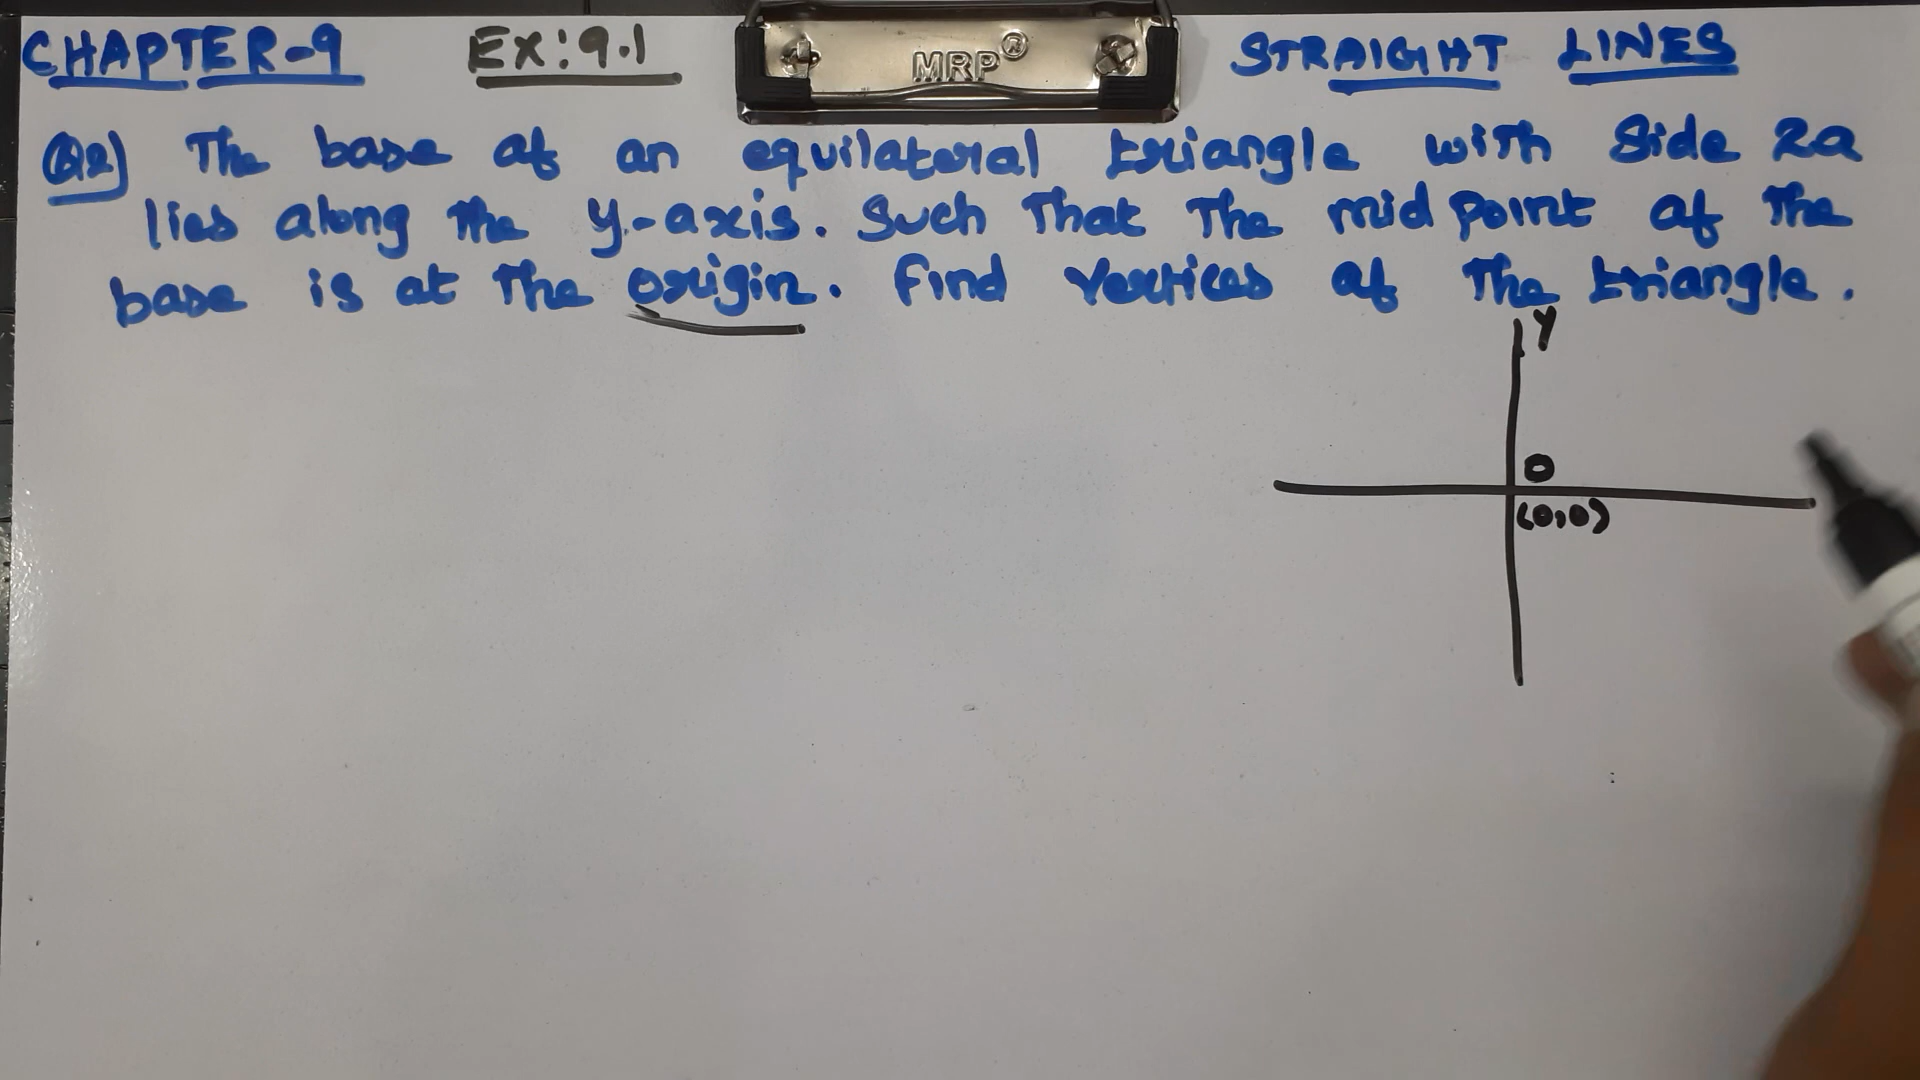 CHAPTER-9 EX:9.1 MRP® STRAIGHT LINES
Q2) The base of an equilateral triangle with Side 2a
lies along the y-axis. Such That The mid point of The
base is at The origin. Find vertices of The triangle.
Y
O
(0,0)